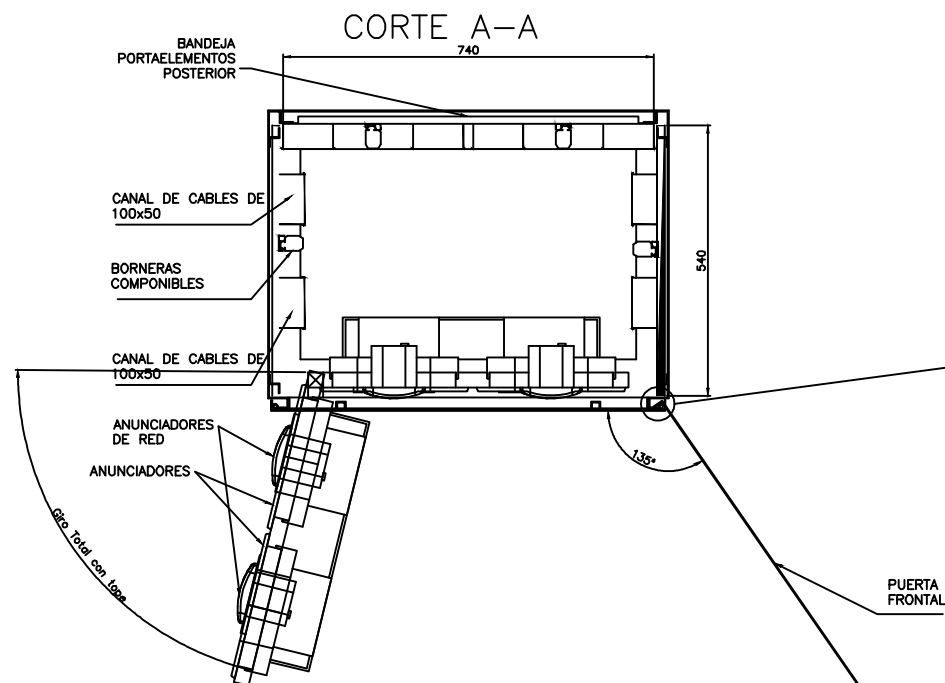 CORTE A-A
740
BANDEJA
PORTAELEMENTOS
POSTERIOR
CANAL DE CABLES DE
100x50
BORNERAS
COMPONIBLES
540
CANAL DE CABLES DE
100x50
ANUNCIADORES
DE RED
ANUNCIADORES
135°
Giro Total con tope
PUERTA
FRONTAL